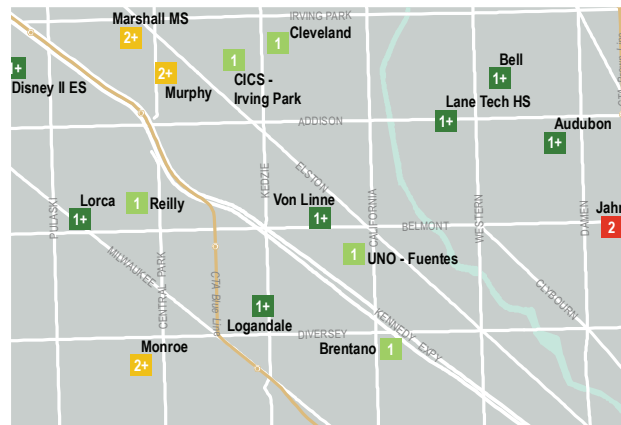 Marshall MS
2+
IRVING PARK
Cleveland
1
1
CICS -
Irving Park
2+
Murphy
1+
Disney II ES
Bell
1+
Lane Tech HS
1+
ADDISON
Audubon
1+
KEDZIE
ELSTON
Lorca
1+
1
Reilly
Von Linne
1+
PULASKI
CALIFORNIA
BELMONT
WESTERN
DAMEN
2
1
UNO - Fuentes
MILWAUKEE
CENTRAL PARK
CTA Blue Line
CLYBOURN
1+
Logandale
DIVERSEY
KENNEDY EXPY
Brentano
1
Monroe
2+